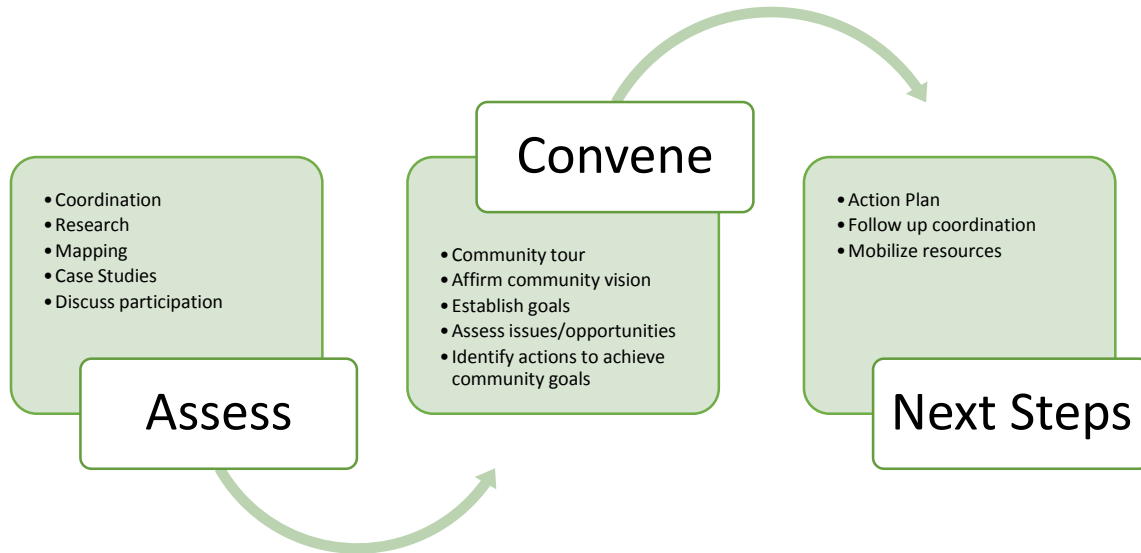 • Coordination
• Research
• Mapping
• Case Studies
• Discuss participation
Assess
Convene
• Community tour
• Affirm community vision
• Establish goals
• Assess issues/opportunities
• Identify actions to achieve
community goals
• Action Plan
• Follow up coordination
• Mobilize resources
Next Steps